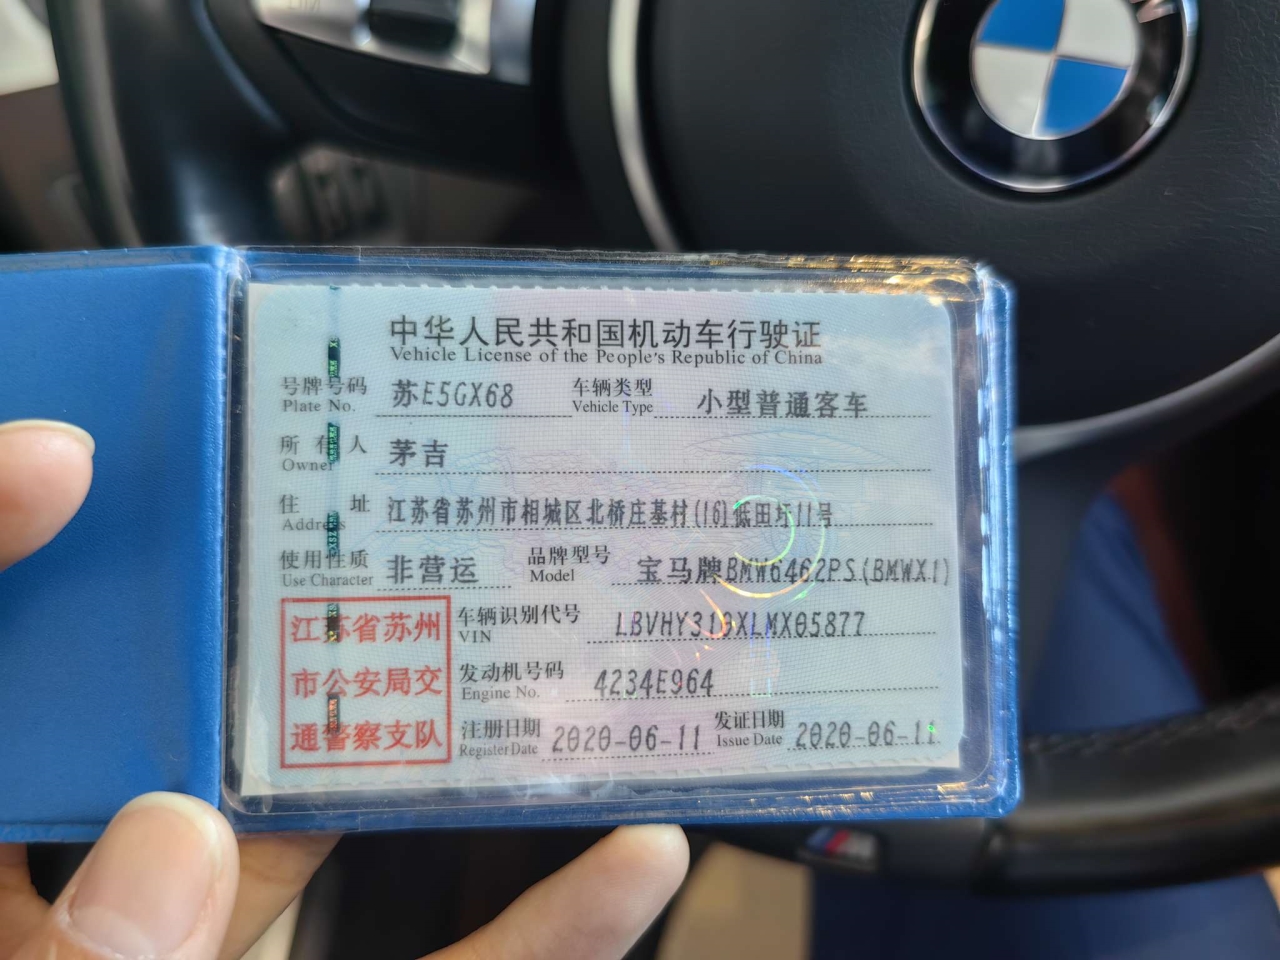 中华人民共和国机动车行驶证
Vehicle License of the People's Republic of China
号牌号码 苏E5GX68 车辆类型 小型普通客车
Plate No. Vehicle Type
所有人 茅吉
Owner
住址 江苏省苏州市相城区北桥庄基村(16)低田圩11号
Address
使用性质 非营运 品牌型号 宝马牌BMW6462PS(BMWX1)
Use Character Model
江苏省苏州
市公安局交
通警察支队
车辆识别代号 LBVHY310XLMX05877
VIN
发动机号码 4234E964
Engine No.
注册日期 2020-06-11 发证日期 2020-06-11
Register Date Issue Date